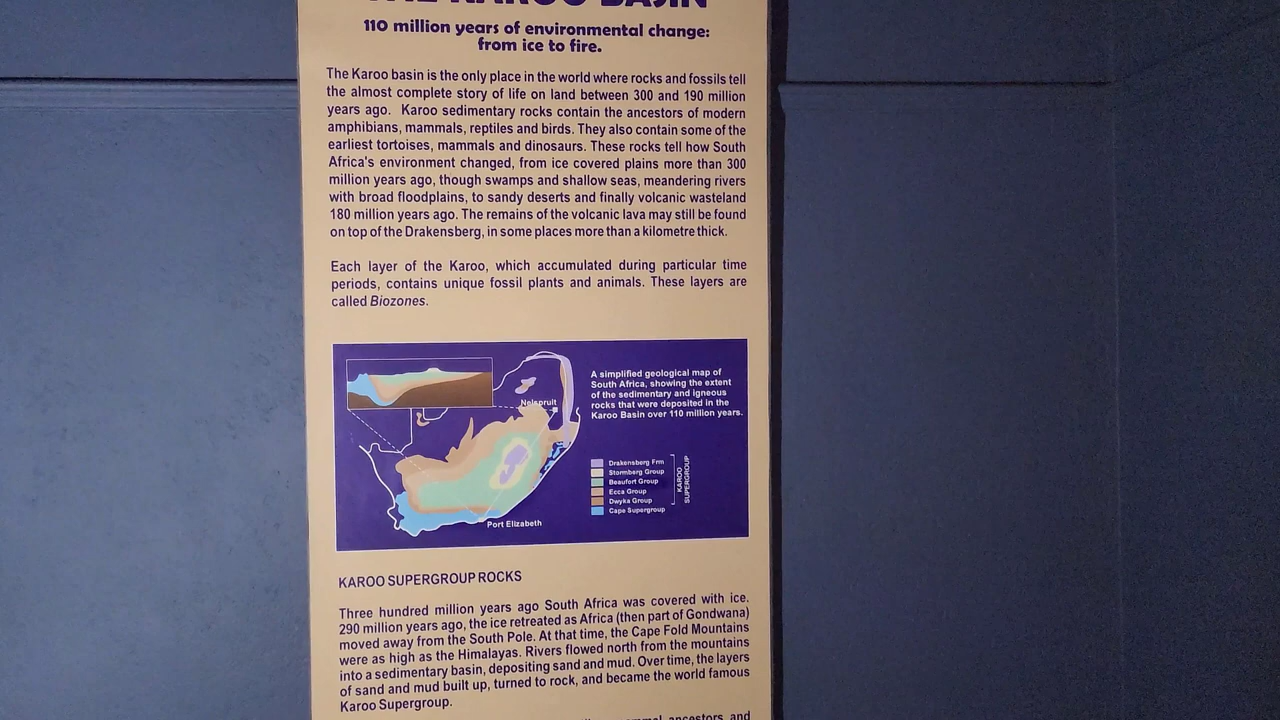 THE KAROO BASIN
110 million years of environmental change:
from ice to fire.
The Karoo basin is the only place in the world where rocks and fossils tell
the almost complete story of life on land between 300 and 190 million
years ago. Karoo sedimentary rocks contain the ancestors of modern
amphibians, mammals, reptiles and birds. They also contain some of the
earliest tortoises, mammals and dinosaurs. These rocks tell how South
Africa's environment changed, from ice covered plains more than 300
million years ago, though swamps and shallow seas, meandering rivers
with broad floodplains, to sandy deserts and finally volcanic wasteland
180 million years ago. The remains of the volcanic lava may still be found
on top of the Drakensberg, in some places more than a kilometre thick.
Each layer of the Karoo, which accumulated during particular time
periods, contains unique fossil plants and animals. These layers are
called Biozones.
A simplified geological map of
South Africa, showing the extent
of the sedimentary and igneous
rocks that were deposited in the
Karoo Basin over 110 million years.
Nelspruit
Drakensberg Frm
Stormberg Group
Beaufort Group
Ecca Group
Dwyka Group
Cape Supergroup
KAROO
SUPERGROUP
Port Elizabeth
KAROO SUPERGROUP ROCKS
Three hundred million years ago South Africa was covered with ice.
290 million years ago, the ice retreated as Africa (then part of Gondwana)
moved away from the South Pole. At that time, the Cape Fold Mountains
were as high as the Himalayas. Rivers flowed north from the mountains
into a sedimentary basin, depositing sand and mud. Over time, the layers
of sand and mud built up, turned to rock, and became the world famous
Karoo Supergroup.
ancestors and